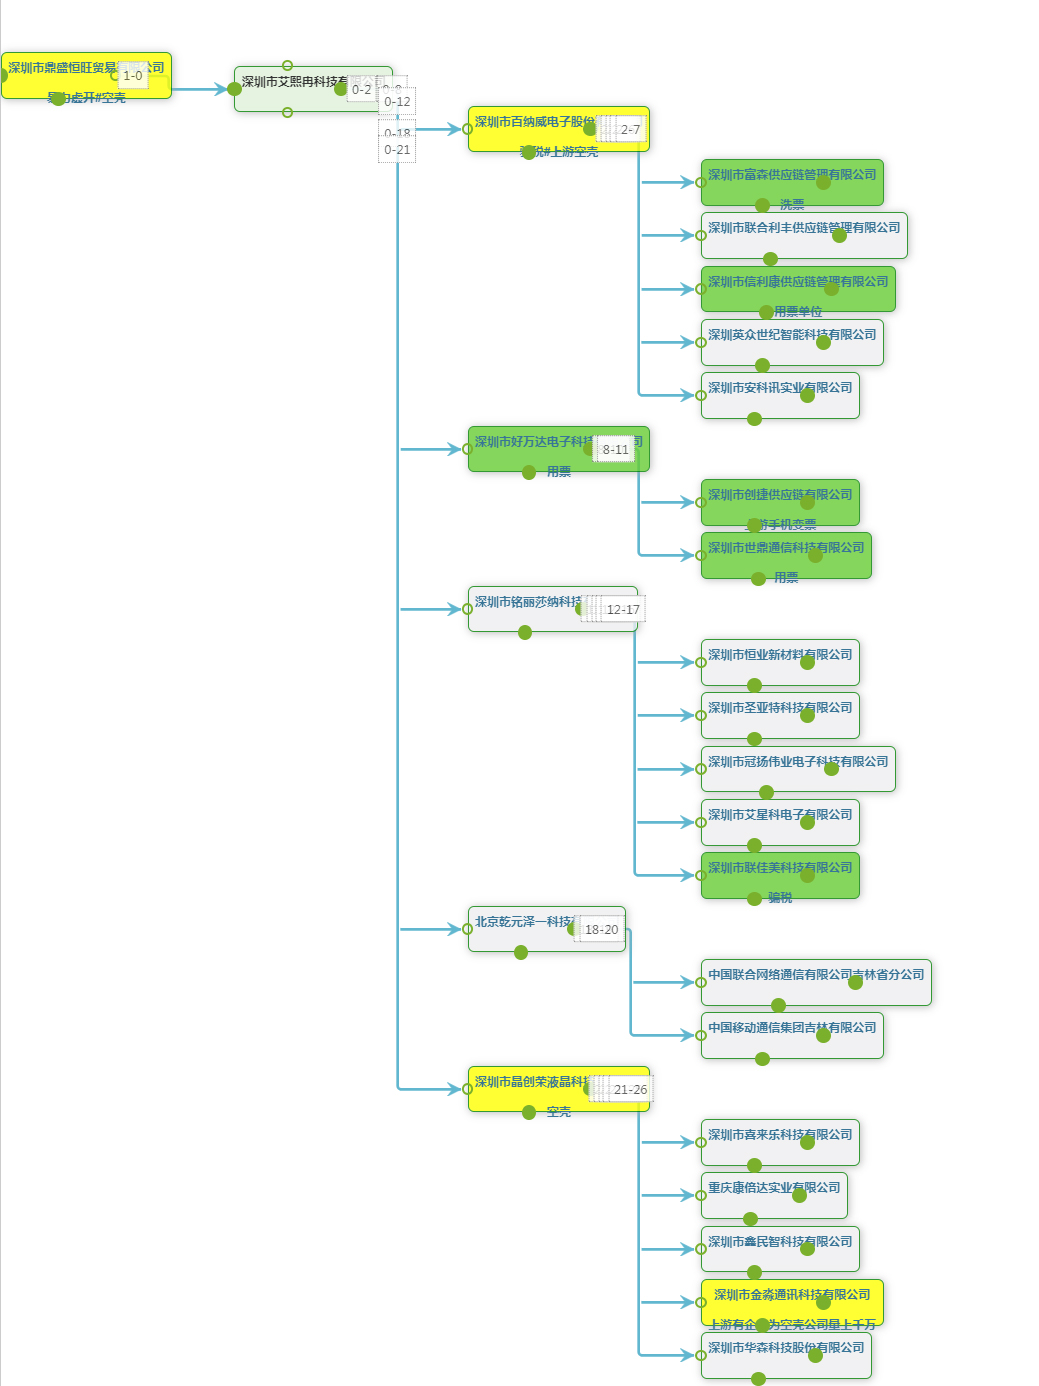 深圳市鼎盛恒旺贸易有限公司
1-0
暴力虚开#空壳
深圳市艾熙冉科技有限公司
0-2
0-8
0-12
0-18
0-21
深圳市百纳威电子股份
2-7
骗税#上游空壳
深圳市富森供应链管理有限公司
洗票
深圳市联合利丰供应链管理有限公司
深圳市信利康供应链管理有限公司
用票单位
深圳英众世纪智能科技有限公司
深圳市安科讯实业有限公司
深圳市好万达电子科技 司
8-11
用票
深圳市创捷供应链有限公司
上游手机变票
深圳市世鼎通信科技有限公司
用票
深圳市铭丽莎纳科技
12-17
深圳市恒业新材料有限公司
深圳市圣亚特科技有限公司
深圳市冠扬伟业电子科技有限公司
深圳市艾星科电子有限公司
深圳市联佳美科技有限公司
骗税
北京乾元泽一科技
18-20
中国联合网络通信有限公司吉林省分公司
中国移动通信集团吉林有限公司
深圳市晶创荣液晶科技
21-26
空壳
深圳市喜来乐科技有限公司
重庆康倍达实业有限公司
深圳市鑫民智科技有限公司
深圳市金淼通讯科技有限公司
上游有企业为空壳公司量上千万
深圳市华森科技股份有限公司